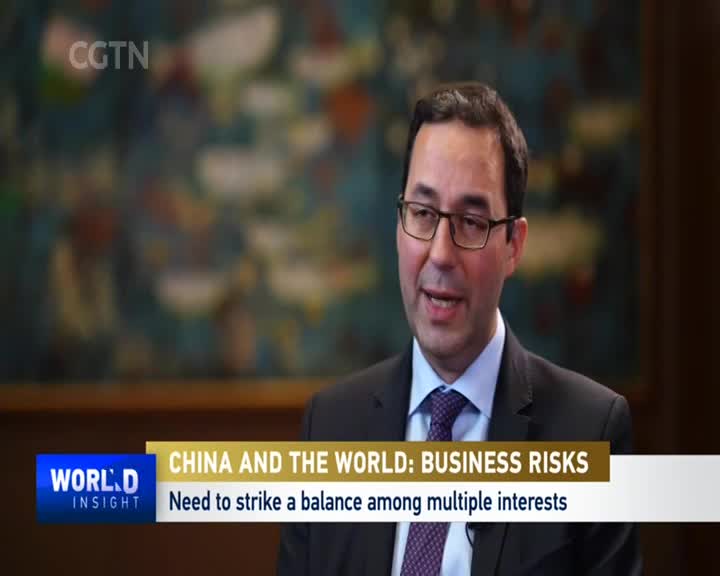 CGTN
CHINA AND THE WORLD: BUSINESS RISKS
WORLD
INSIGHT
Need to strike a balance among multiple interests